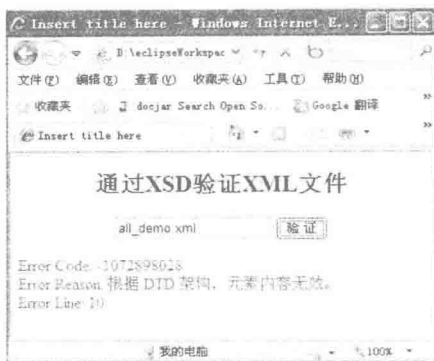 Insert title here - Windows Internet E...
D:\eclipseWorkspac
文件(F) 编辑(E) 查看(V) 收藏夹(A) 工具(T) 帮助(H)
收藏夹 docjar Search Open So... Google 翻译
Insert title here
通过XSD验证XML文件
all_demo.xml 验证
Error Code: -1072898028
Error Reason: 根据 DTD 架构，元素内容无效。
Error Line: 10
我的电脑 100%